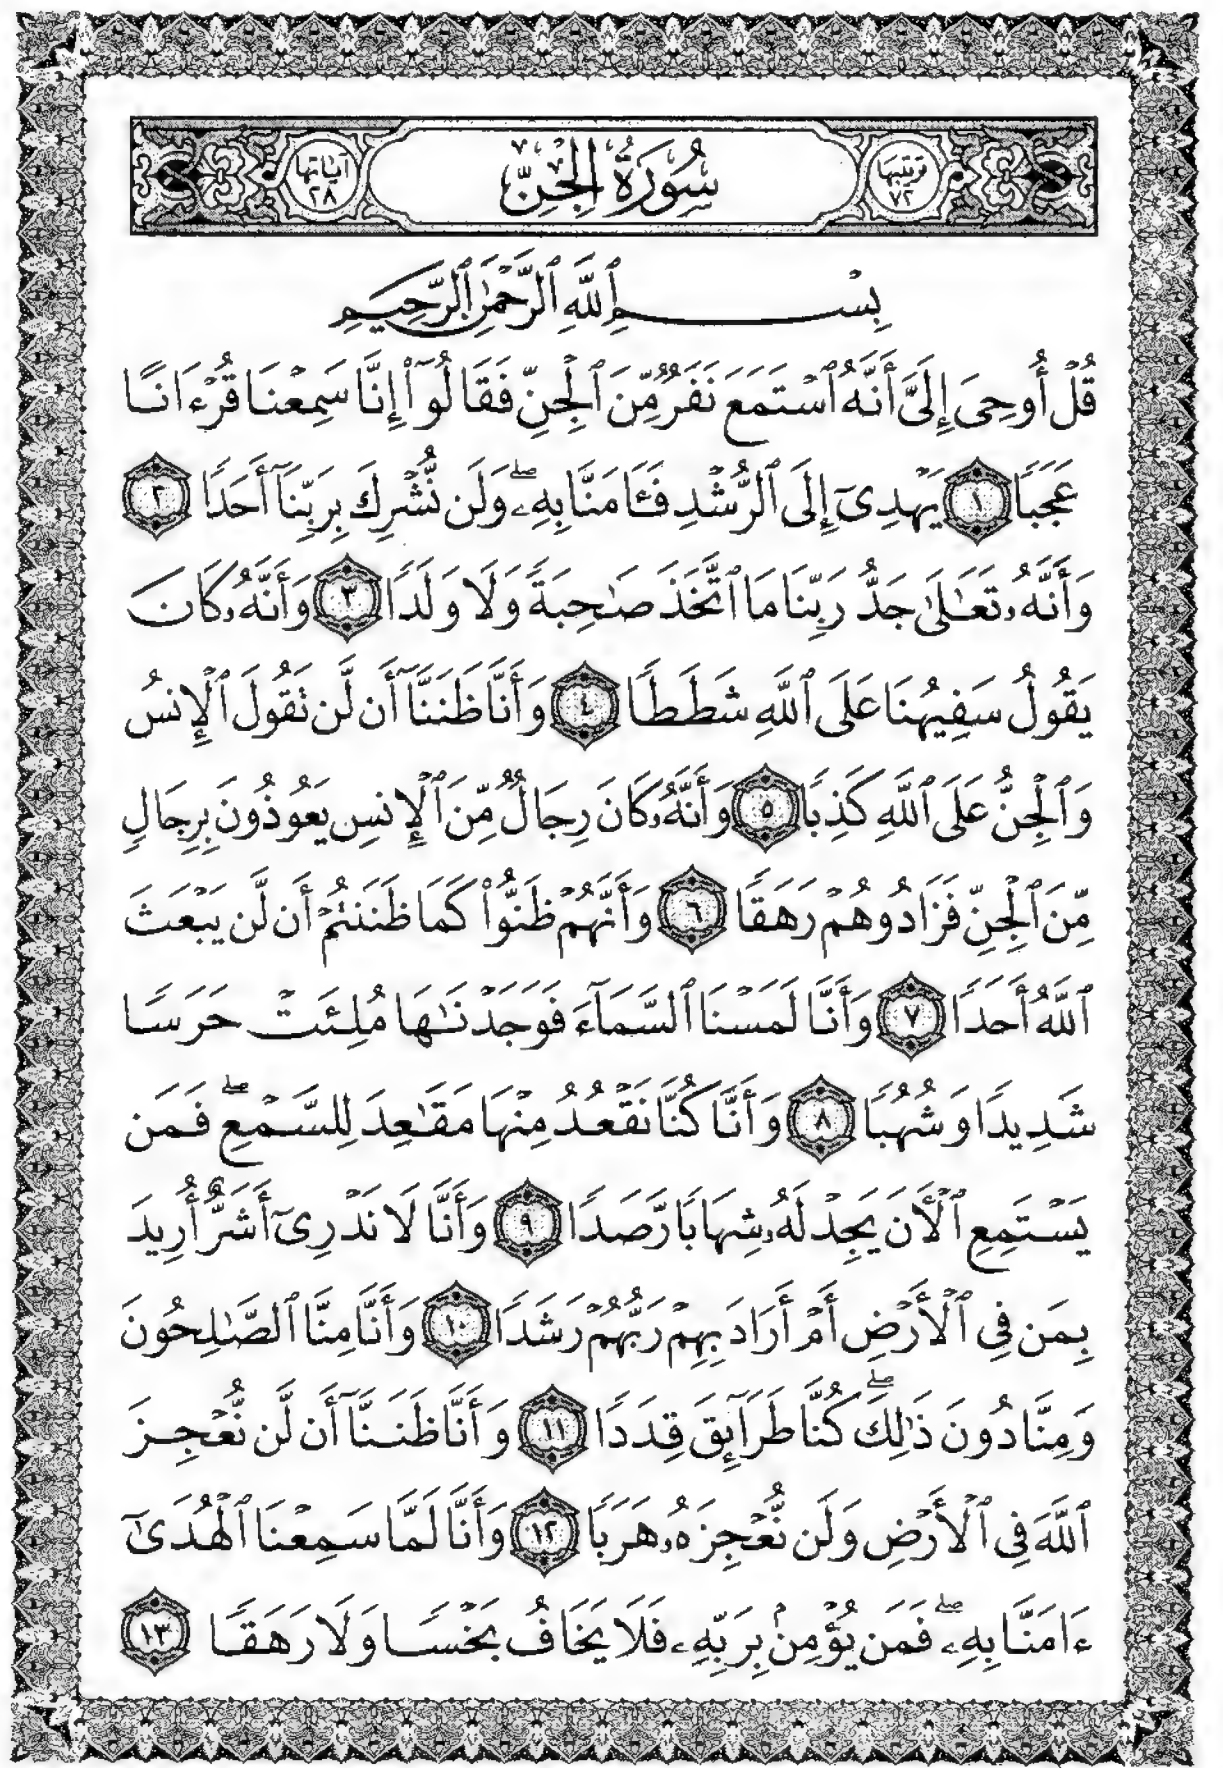 ترتيبها ٧٢ سُورَةُ الْجِنِّ آياتها ٢٨
بِسْمِ ٱللَّهِ ٱلرَّحْمَٰنِ ٱلرَّحِيمِ
قُلْ أُوحِىَ إِلَىَّ أَنَّهُ ٱسْتَمَعَ نَفَرٌ مِّنَ ٱلْجِنِّ فَقَالُوٓا۟ إِنَّا سَمِعْنَا قُرْءَانًا
عَجَبًا ١ يَهْدِىٓ إِلَى ٱلرُّشْدِ فَـَٔامَنَّا بِهِۦ ۖ وَلَن نُّشْرِكَ بِرَبِّنَآ أَحَدًا ٢
وَأَنَّهُۥ تَعَٰلَىٰ جَدُّ رَبِّنَا مَا ٱتَّخَذَ صَٰحِبَةً وَلَا وَلَدًا ٣ وَأَنَّهُۥ كَانَ
يَقُولُ سَفِيهُنَا عَلَى ٱللَّهِ شَطَطًا ٤ وَأَنَّا ظَنَنَّآ أَن لَّن تَقُولَ ٱلْإِنسُ
وَٱلْجِنُّ عَلَى ٱللَّهِ كَذِبًا ٥ وَأَنَّهُۥ كَانَ رِجَالٌ مِّنَ ٱلْإِنسِ يَعُوذُونَ بِرِجَالٍ
مِّنَ ٱلْجِنِّ فَزَادُوهُمْ رَهَقًا ٦ وَأَنَّهُمْ ظَنُّوا۟ كَمَا ظَنَنتُمْ أَن لَّن يَبْعَثَ
ٱللَّهُ أَحَدًا ٧ وَأَنَّا لَمَسْنَا ٱلسَّمَآءَ فَوَجَدْنَٰهَا مُلِئَتْ حَرَسًا
شَدِيدًا وَشُهُبًا ٨ وَأَنَّا كُنَّا نَقْعُدُ مِنْهَا مَقَٰعِدَ لِلسَّمْعِ ۖ فَمَن
يَسْتَمِعِ ٱلْـَٔانَ يَجِدْ لَهُۥ شِهَابًا رَّصَدًا ٩ وَأَنَّا لَا نَدْرِىٓ أَشَرٌّ أُرِيدَ
بِمَن فِى ٱلْأَرْضِ أَمْ أَرَادَ بِهِمْ رَبُّهُمْ رَشَدًا ١٠ وَأَنَّا مِنَّا ٱلصَّٰلِحُونَ
وَمِنَّا دُونَ ذَٰلِكَ ۖ كُنَّا طَرَآئِقَ قِدَدًا ١١ وَأَنَّا ظَنَنَّآ أَن لَّن نُّعْجِزَ
ٱللَّهَ فِى ٱلْأَرْضِ وَلَن نُّعْجِزَهُۥ هَرَبًا ١٢ وَأَنَّا لَمَّا سَمِعْنَا ٱلْهُدَىٰٓ
ءَامَنَّا بِهِۦ ۖ فَمَن يُؤْمِنۢ بِرَبِّهِۦ فَلَا يَخَافُ بَخْسًا وَلَا رَهَقًا ١٣